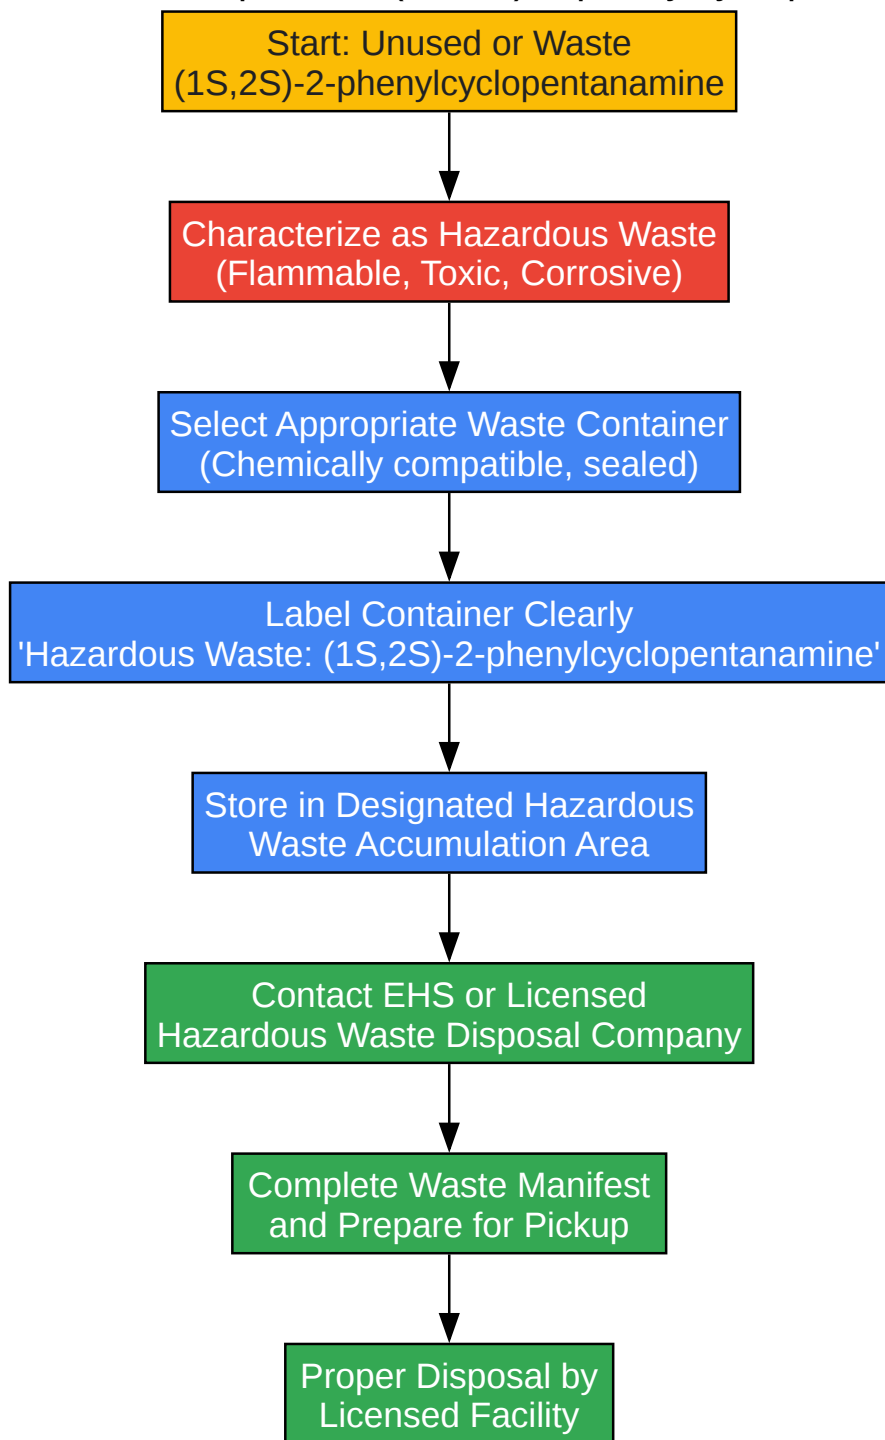 Start: Unused or Waste
(1S,2S)-2-phenylcyclopentanamine
Characterize as Hazardous Waste
(Flammable, Toxic, Corrosive)
Select Appropriate Waste Container
(Chemically compatible, sealed)
Label Container Clearly
'Hazardous Waste: (1S,2S)-2-phenylcyclopentanamine'
Store in Designated Hazardous
Waste Accumulation Area
Contact EHS or Licensed
Hazardous Waste Disposal Company
Complete Waste Manifest
and Prepare for Pickup
Proper Disposal by
Licensed Facility